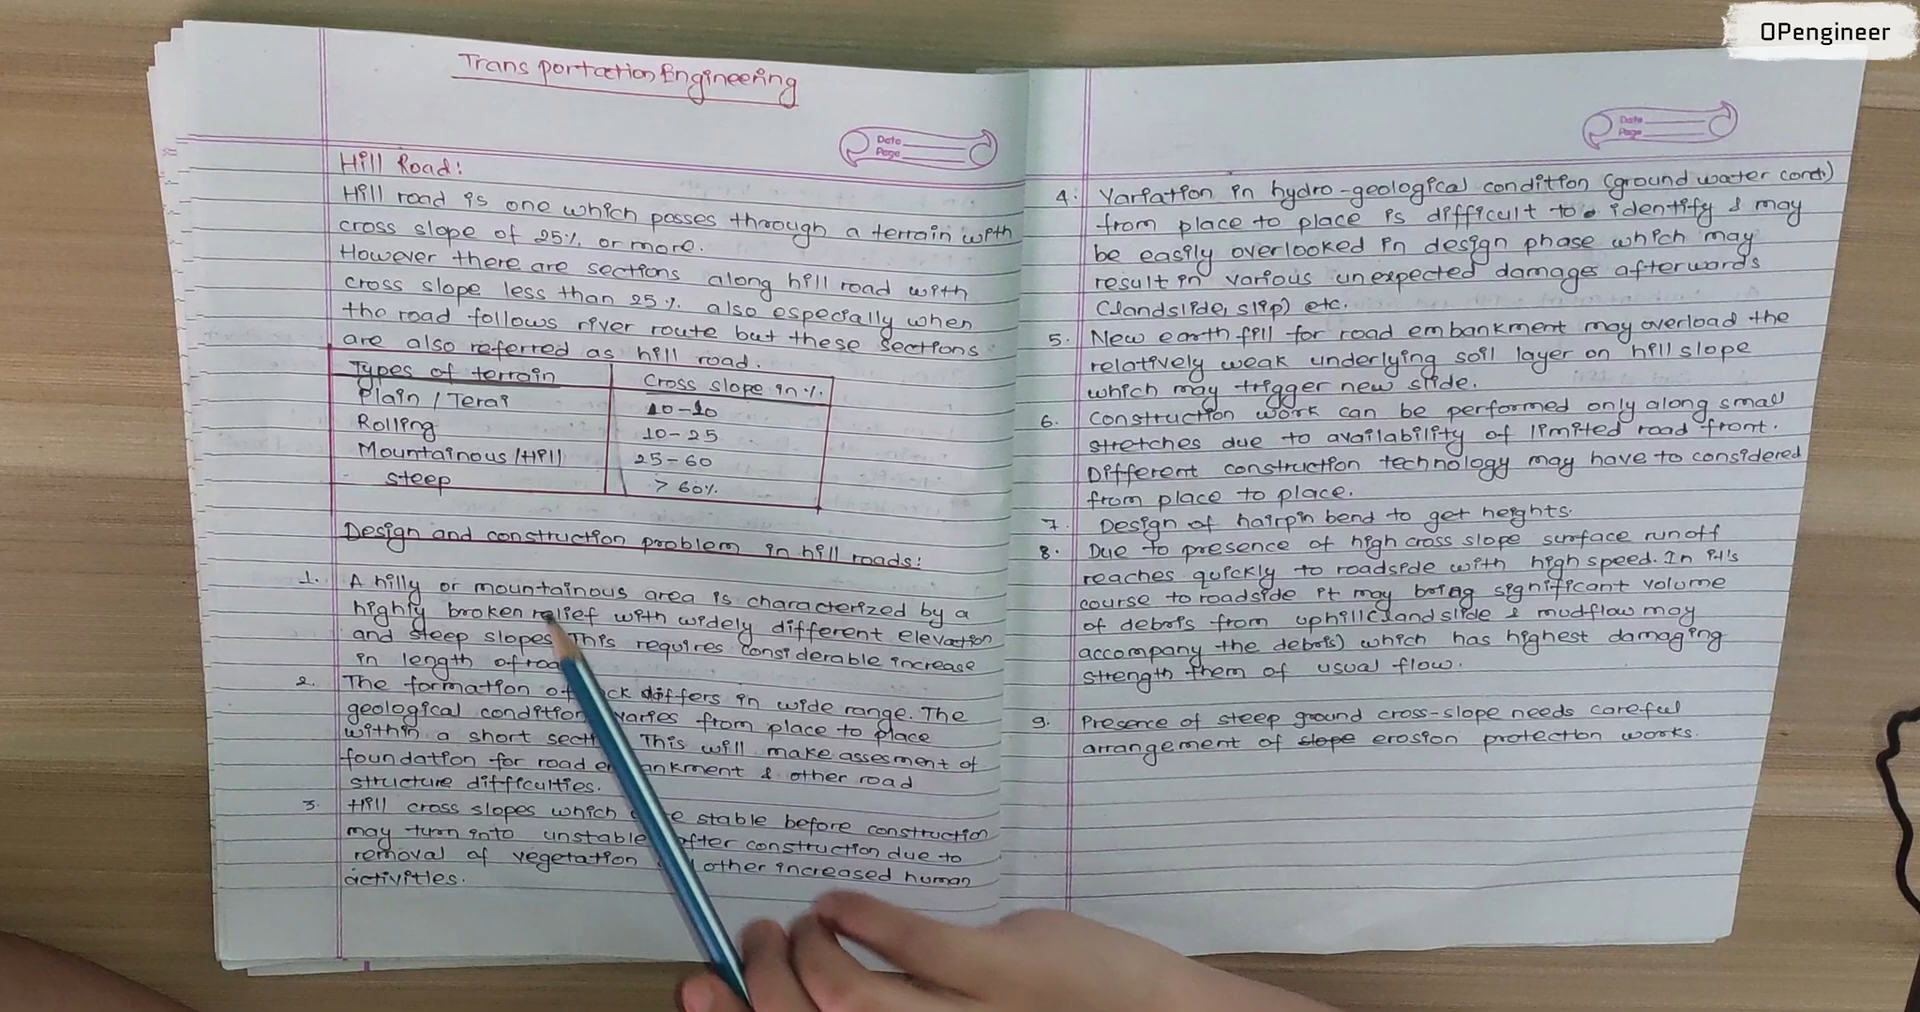 OPengineer
Transportation Engineering
Date
Page
Hill Road:
Hill road is one which passes through a terrain with
cross slope of 25% or more.
However there are sections along hill road with
cross slope less than 25% also especially when
the road follows river route but these sections
are also referred as hill road.
Types of terrain Cross slope in %.
Plain / Terai 10-10
Rolling 10-25
Mountainous / Hill 25-60
steep > 60%
Design and construction problem in hill roads:
1. A hilly or mountainous area is characterized by a
highly broken relief with widely different elevation
and steep slopes This requires considerable increase
in length of
2. The formation of differs in wide range. The
geological condition varies from place to place
within a short This will make assesment of
foundation for road & other road
structure difficulties.
3. Hill cross slopes which stable before construction
may turn into unstable after construction due to
removal of vegetation other increased human
activities.
Date
Page
4. Variation in hydro-geological condition (ground water cond)
from place to place is difficult to identify & may
be easily overlooked in design phase which may
result in various unexpected damages afterwards
(landslide, slip) etc.
5. New earth fill for road embankment may overload the
relatively weak underlying soil layer on hill slope
which may trigger new slide.
6. Construction work can be performed only along small
stretches due to availability of limited road front.
Different construction technology may have to considered
from place to place.
7. Design of hairpin bend to get heights.
8. Due to presence of high cross slope surface runoff
reaches quickly to roadside with high speed. In it's
course to roadside it may bring significant volume
of debris from uphill (landslide & mudflow may
accompany the debris) which has highest damaging
strength them of usual flow.
9. Presence of steep ground cross-slope needs careful
arrangement of slope erosion protection works.